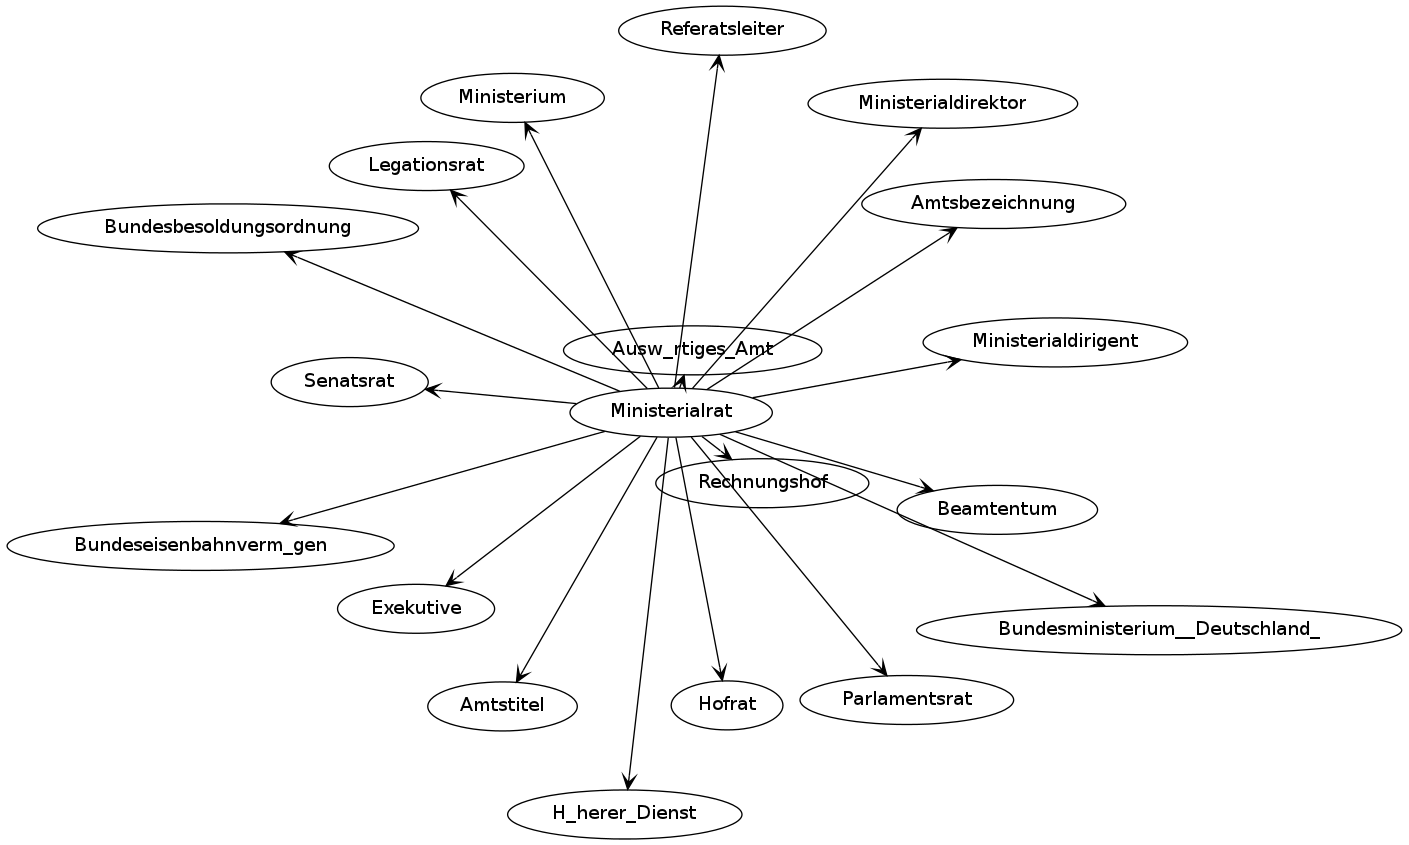 Referatsleiter
Ministerium
Ministerialdirektor
Legationsrat
Amtsbezeichnung
Bundesbesoldungsordnung
Ausw_rtiges_Amt
Ministerialdirigent
Senatsrat
Ministerialrat
Rechnungshof
Beamtentum
Bundeseisenbahnverm_gen
Exekutive
Bundesministerium__Deutschland_
Amtstitel
Hofrat
Parlamentsrat
H_herer_Dienst